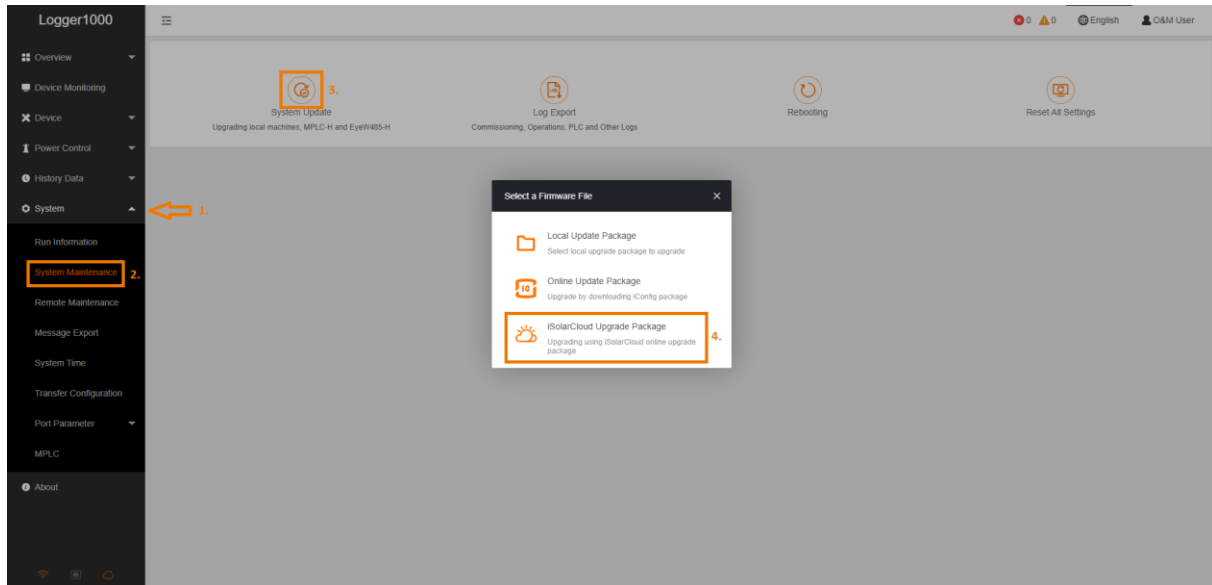 Logger1000
0
0
English
O&M User
Overview
Device Monitoring
Device
Power Control
History Data
System
1.
Run Information
System Maintenance
2.
Remote Maintenance
Message Export
System Time
Transfer Configuration
Port Parameter
MPLC
About
3.
System Update
Upgrading local machines, MPLC-H and EyeW485-H
Log Export
Commissioning, Operations, PLC and Other Logs
Rebooting
Reset All Settings
Select a Firmware File
Local Update Package
Select local upgrade package to upgrade
Online Update Package
Upgrade by downloading iConfig package
iSolarCloud Upgrade Package
Upgrading using iSolarCloud online upgrade
package
4.